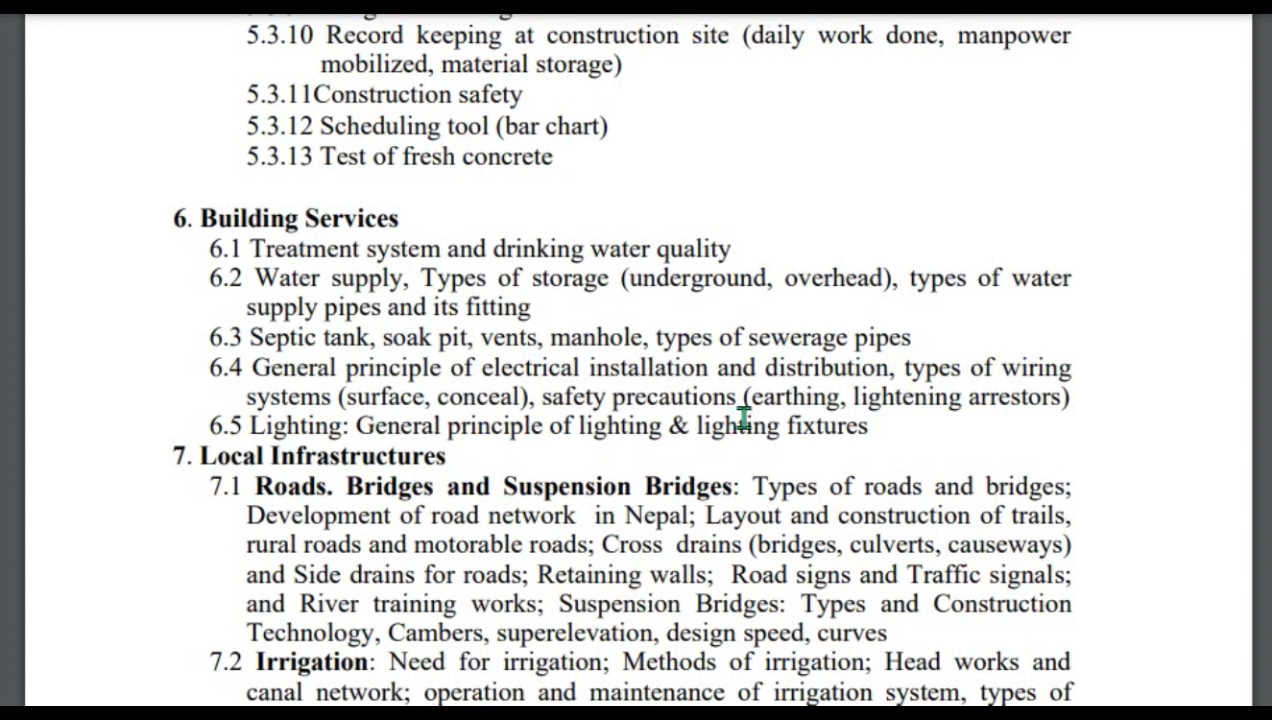 5.3.10 Record keeping at construction site (daily work done, manpower
mobilized, material storage)
5.3.11Construction safety
5.3.12 Scheduling tool (bar chart)
5.3.13 Test of fresh concrete
6. Building Services
6.1 Treatment system and drinking water quality
6.2 Water supply, Types of storage (underground, overhead), types of water
supply pipes and its fitting
6.3 Septic tank, soak pit, vents, manhole, types of sewerage pipes
6.4 General principle of electrical installation and distribution, types of wiring
systems (surface, conceal), safety precautions (earthing, lightening arrestors)
6.5 Lighting: General principle of lighting & lighting fixtures
7. Local Infrastructures
7.1 Roads. Bridges and Suspension Bridges: Types of roads and bridges;
Development of road network in Nepal; Layout and construction of trails,
rural roads and motorable roads; Cross drains (bridges, culverts, causeways)
and Side drains for roads; Retaining walls; Road signs and Traffic signals;
and River training works; Suspension Bridges: Types and Construction
Technology, Cambers, superelevation, design speed, curves
7.2 Irrigation: Need for irrigation; Methods of irrigation; Head works and
canal network; operation and maintenance of irrigation system, types of